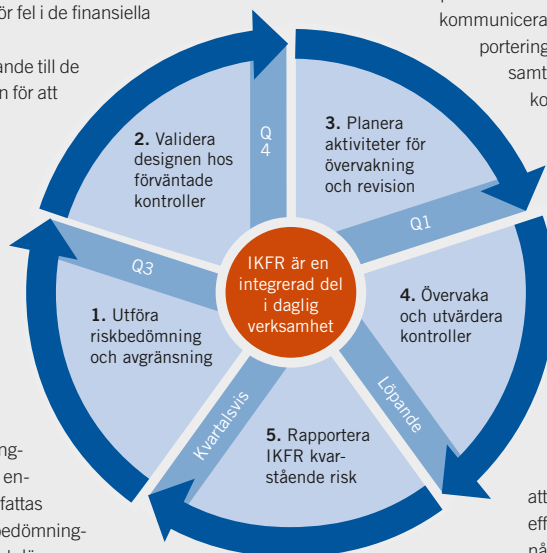 ör fel i de finansiella
ande till de
n för att
kommunicera
portering
samt
ko
2. Validera
designen hos
förväntade
kontroller
Q
4
3. Planera
aktiviteter för
övervakning
och revision
Q1
Q3
IKFR är en
integrerad del
i daglig
verksamhet
1. Utföra
riskbedömning
och avgränsning
4. Övervaka
och utvärdera
kontroller
Kvartalsvis
Löpande
5. Rapportera
IKFR kvar-
stående risk
ng-
en-
fattas
bedömning-
att
eff